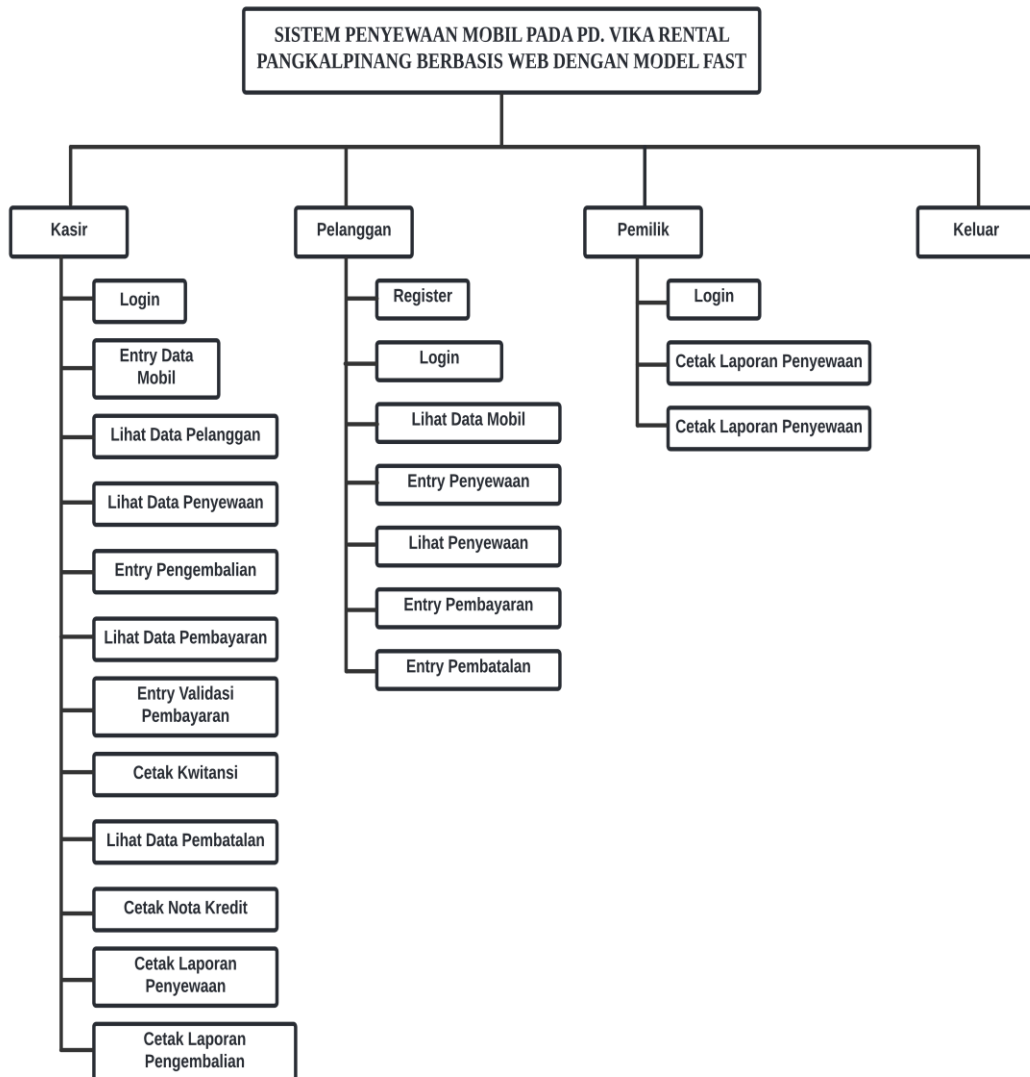 SISTEM PENYEWAAN MOBIL PADA PD. VIKA RENTAL
PANGKALPINANG BERBASIS WEB DENGAN MODEL FAST
Kasir
Login
Entry Data
Mobil
Lihat Data Pelanggan
Lihat Data Penyewaan
Entry Pengembalian
Lihat Data Pembayaran
Entry Validasi
Pembayaran
Cetak Kwitansi
Lihat Data Pembatalan
Cetak Nota Kredit
Cetak Laporan
Penyewaan
Cetak Laporan
Pengembalian
Pelanggan
Register
Login
Lihat Data Mobil
Entry Penyewaan
Lihat Penyewaan
Entry Pembayaran
Entry Pembatalan
Pemilik
Login
Cetak Laporan Penyewaan
Cetak Laporan Penyewaan
Keluar